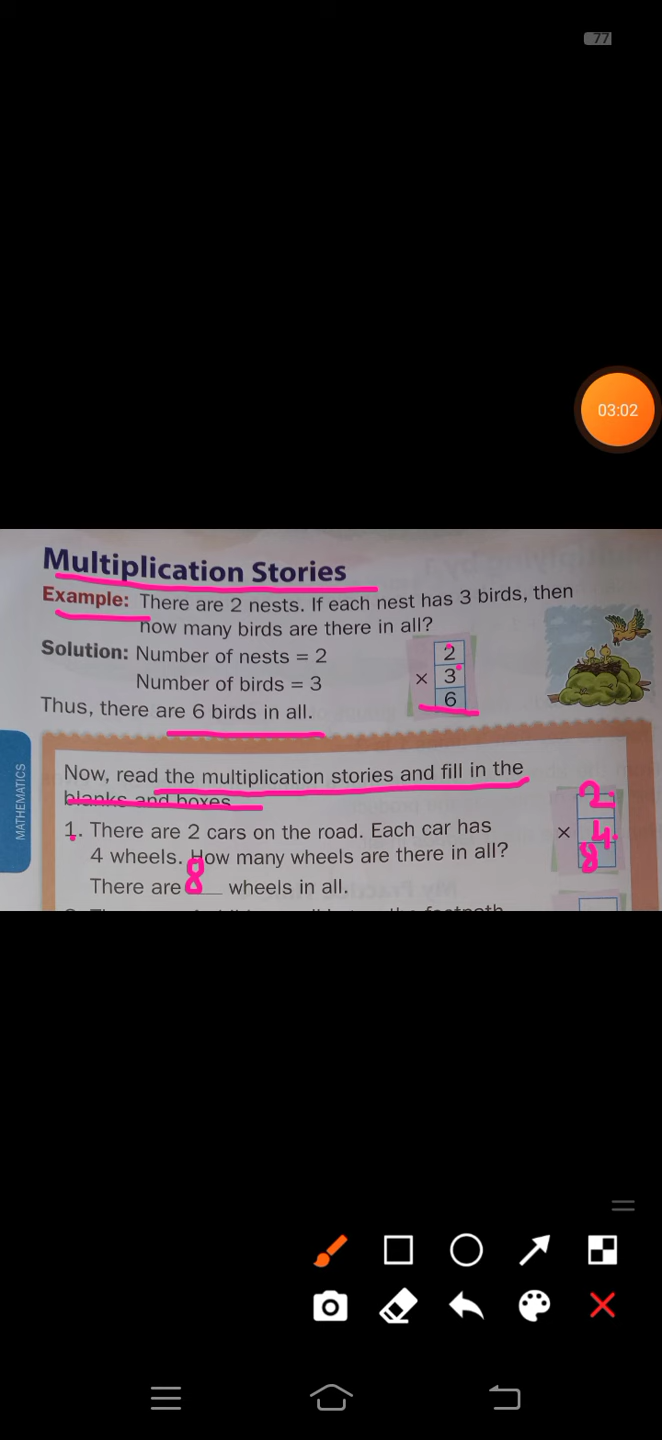 77
03:02
Multiplication Stories
Example: There are 2 nests. If each nest has 3 birds, then
how many birds are there in all?
Solution: Number of nests = 2
Number of birds = 3
Thus, there are 6 birds in all.
2
× 3
6
MATHEMATICS
Now, read the multiplication stories and fill in the
blanks and boxes
1. There are 2 cars on the road. Each car has
4 wheels. How many wheels are there in all?
There are 8 wheels in all.
2
× 4
8